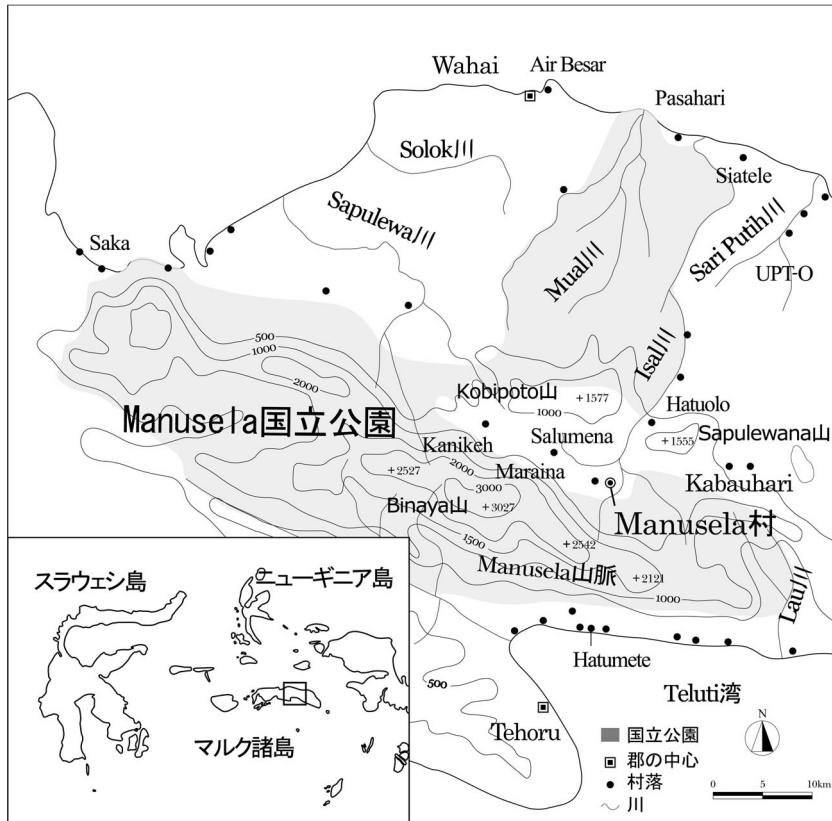 Wahai
Air Besar
Pasahari
Solok川
Siatele
Sapulewa川
Saka
Mual川
Sari Putih川
UPT-O
500
1000
2000
Isal川
Kobipoto山
+1577
1000
Hatuolo
Manusela国立公園
Kanikeh
Salumena
+1555
Sapulewana山
2000
Maraina
+2527
3000
Kabauhari
Binaya山
+3027
Manusela村
1500
+2542
Manusela山脈
+2121
1000
Lau川
スラウェシ島
ニューギニア島
Hatumete
500
Teluti湾
マルク諸島
Tehoru
国立公園
郡の中心
村落
川
N
0 5 10km